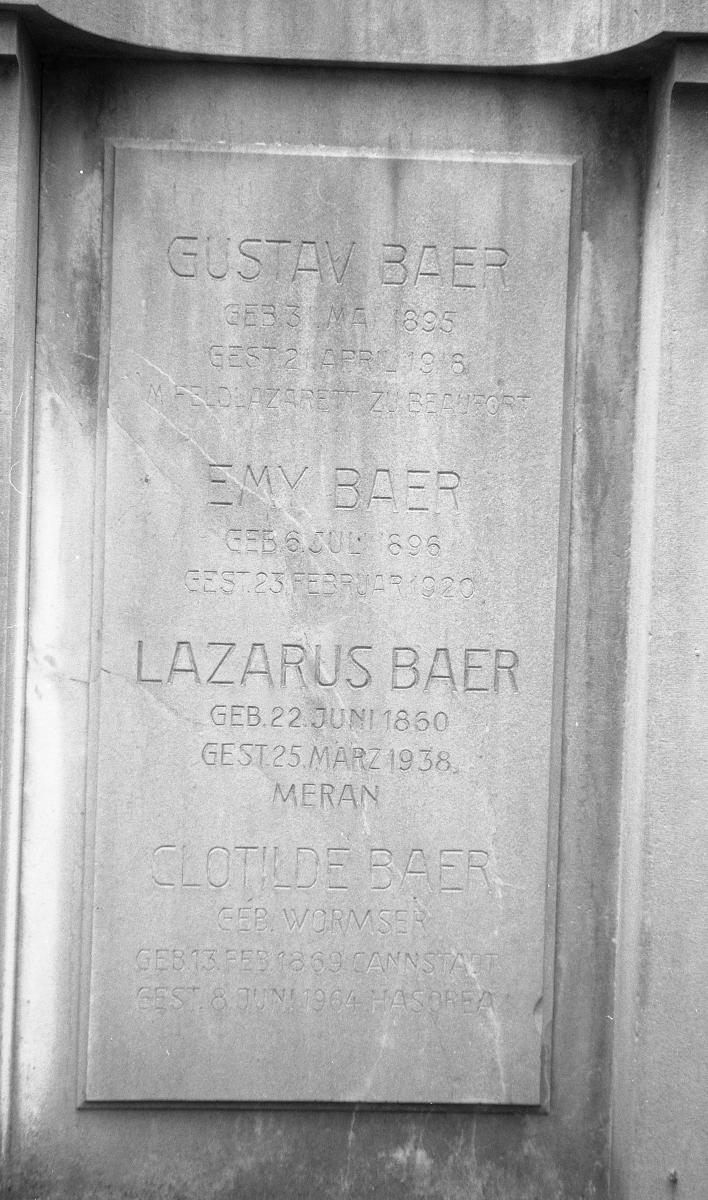 GUSTAV BAER
GEB.3. MAI 1895
GEST.21.APRIL 1918
IM FELDLAZARETT ZU BEAUFORT
EMY BAER
GEB.6.JULI 1896
GEST.23.FEBRUAR 1920
LAZARUS BAER
GEB.22.JUNI 1860
GEST.25.MÄRZ 1938.
MERAN
CLOTILDE BAER
GEB. WORMSER
GEB.13.FEB.1869 CANNSTADT
GEST. 8.JUNI.1964 HASOREA